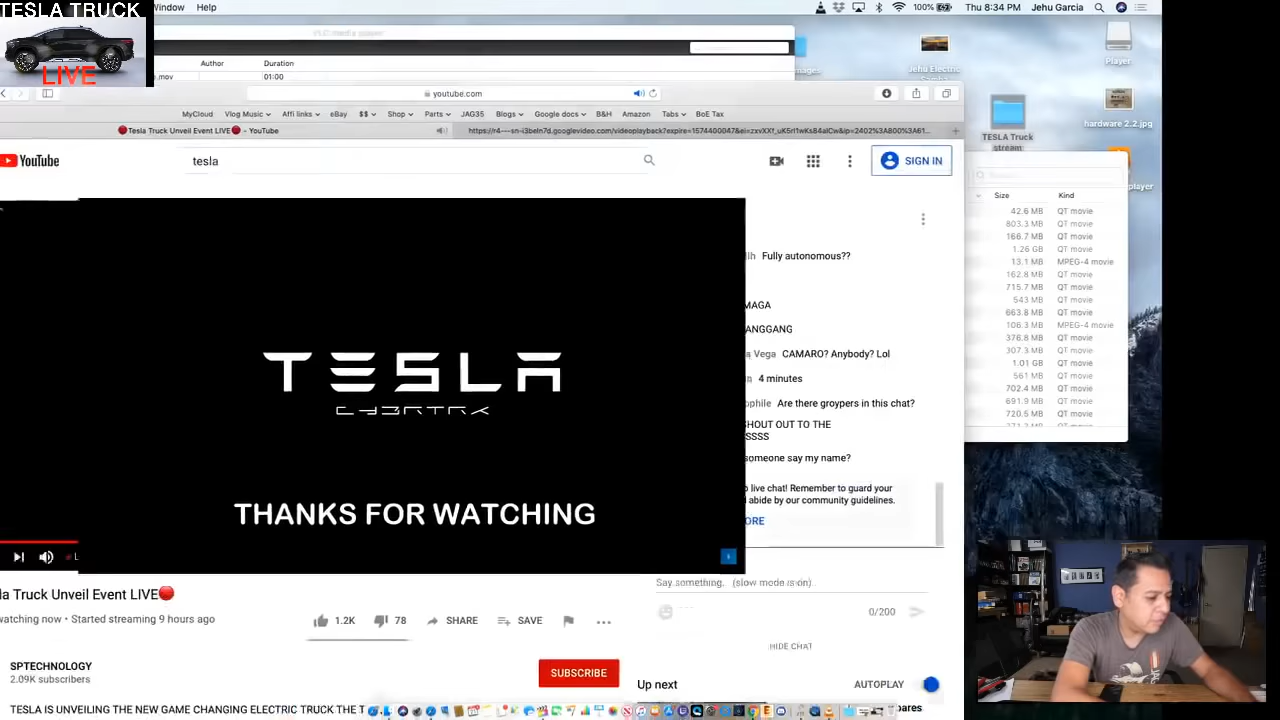 TESLA TRUCK
LIVE
Window Help
100%
Thu 8:34 PM Jehu Garcia
Author Duration
.mov 01:00
youtube.com
MyCloud Vlog Music Affi links eBay $$ Shop Parts JAG35 Blogs Google docs B&H Amazon Tabs BoE Tax
🔴Tesla Truck Unveil Event LIVE🔴 - YouTube
YouTube
tesla
SIGN IN
Player
Jehu Electric
TESLA Truck
stream
hardware 2.2.jpg
player
Size Kind
42.6 MB QT movie
803.3 MB QT movie
166.7 MB QT movie
1.26 GB QT movie
13.1 MB MPEG-4 movie
162.8 MB QT movie
715.7 MB QT movie
543 MB QT movie
663.8 MB QT movie
106.3 MB MPEG-4 movie
376.8 MB QT movie
307.3 MB QT movie
1.01 GB QT movie
561 MB QT movie
702.4 MB QT movie
691.9 MB QT movie
720.5 MB QT movie
TESLA
CYBRTRK
THANKS FOR WATCHING
Fully autonomous??
MAGA
ANGGANG
Vega CAMARO? Anybody? Lol
4 minutes
ophile Are there groypers in this chat?
SHOUT OUT TO THE
SSSS
someone say my name?
live chat! Remember to guard your
abide by our community guidelines.
ORE
Say something. (slow mode is on)
0/200
HIDE CHAT
la Truck Unveil Event LIVE🔴
watching now • Started streaming 9 hours ago
1.2K 78 SHARE SAVE
SPTECHNOLOGY
2.09K subscribers
SUBSCRIBE
Up next AUTOPLAY
TESLA IS UNVEILING THE NEW GAME CHANGING ELECTRIC TRUCK THE T